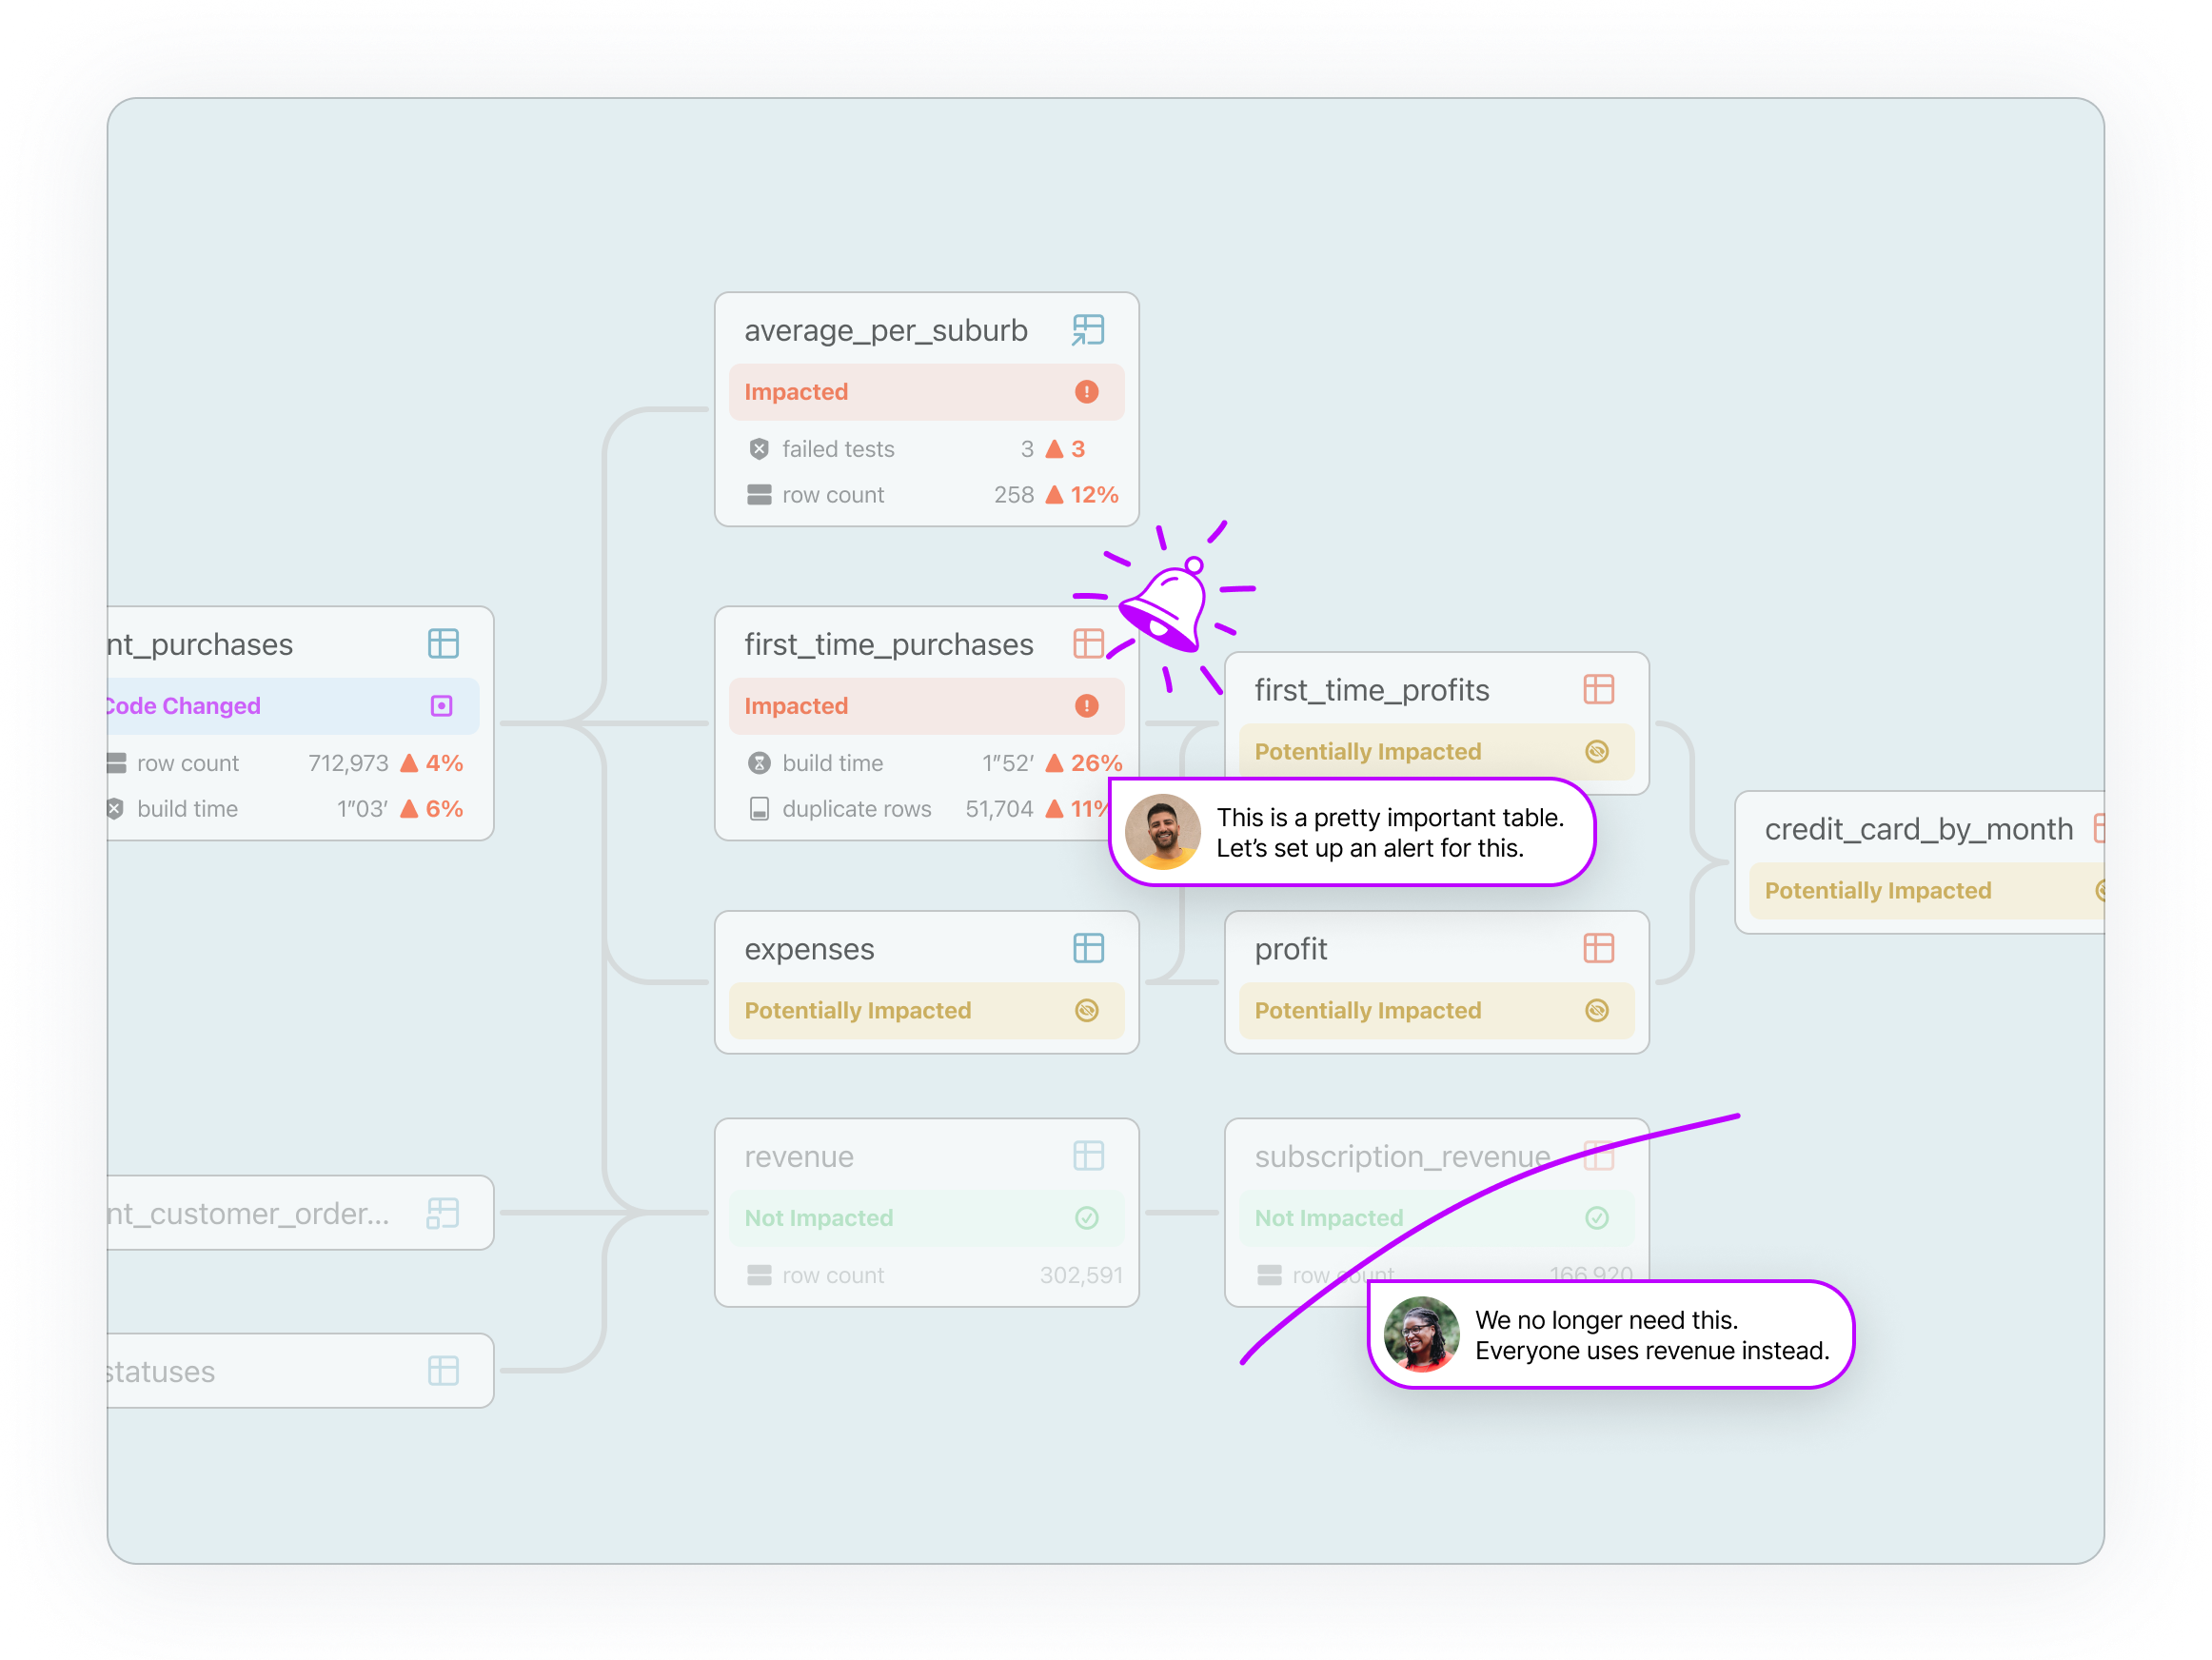 average_per_suburb
Impacted
failed tests 3 3
row count 258 12%
nt_purchases
Code Changed
row count 712,973 4%
build time 1”03’ 6%
first_time_purchases
Impacted
build time 1”52’ 26%
duplicate rows 51,704 11%
first_time_profits
Potentially Impacted
This is a pretty important table.
Let’s set up an alert for this.
credit_card_by_month
Potentially Impacted
expenses
Potentially Impacted
profit
Potentially Impacted
nt_customer_order...
statuses
revenue
Not Impacted
row count 302,591
subscription_revenue
Not Impacted
row count 166,920
We no longer need this.
Everyone uses revenue instead.